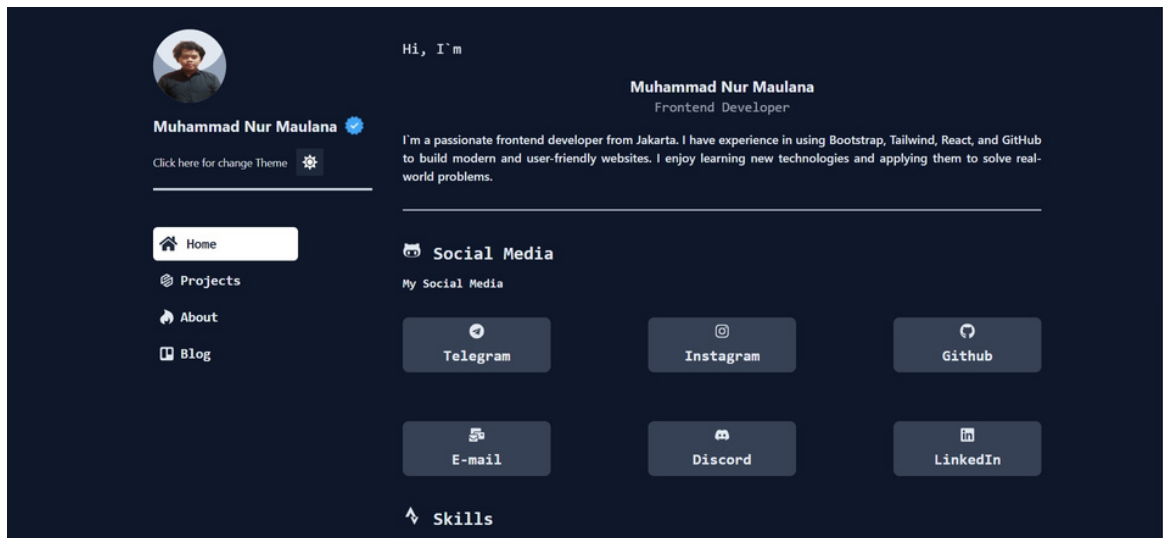 Muhammad Nur Maulana
Click here for change Theme
Home
Projects
About
Blog
Hi, I`m
Muhammad Nur Maulana
Frontend Developer
I`m a passionate frontend developer from Jakarta. I have experience in using Bootstrap, Tailwind, React, and GitHub
to build modern and user-friendly websites. I enjoy learning new technologies and applying them to solve real-
world problems.
Social Media
My Social Media
Telegram
Instagram
Github
E-mail
Discord
LinkedIn
Skills